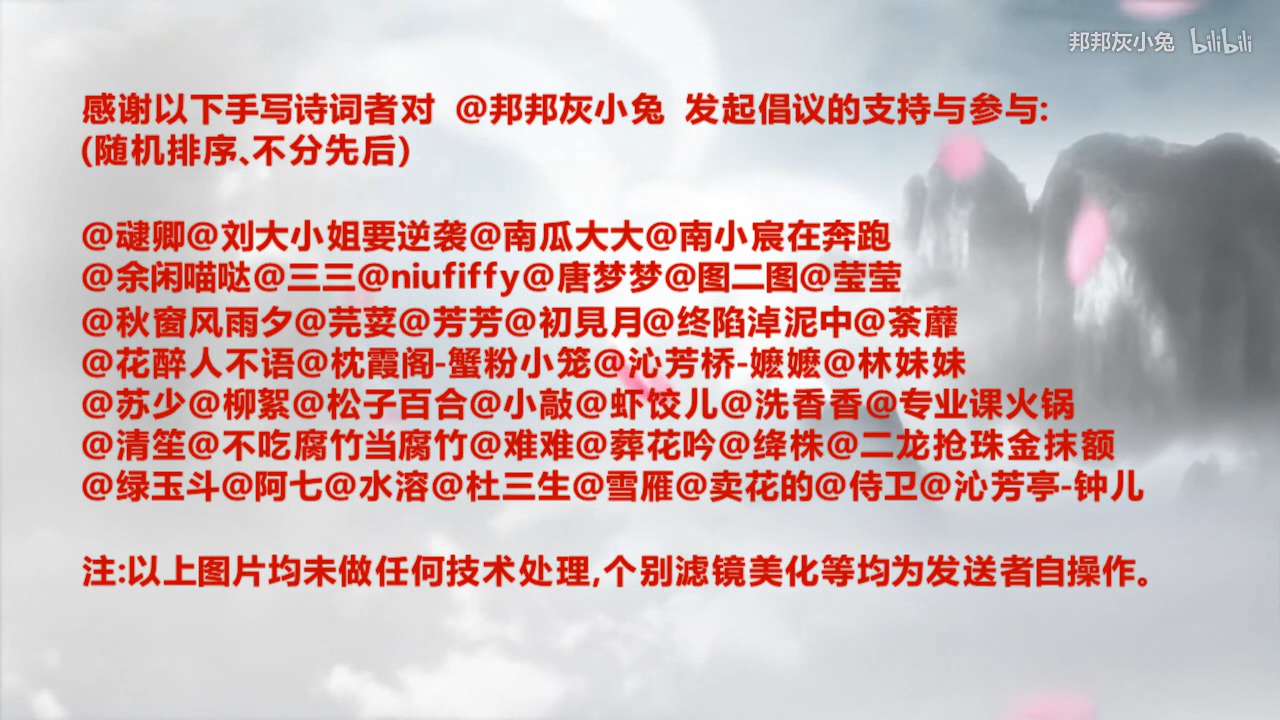 邦邦灰小兔 bilibili
感谢以下手写诗词者对 @邦邦灰小兔 发起倡议的支持与参与:
(随机排序、不分先后)
@叇卿@刘大小姐要逆袭@南瓜大大@南小宸在奔跑
@余闲喵哒@三三@niufiffy@唐梦梦@图二图@莹莹
@秋窗风雨夕@芫荽@芳芳@初見月@终陷淖泥中@荼蘼
@花醉人不语@枕霞阁-蟹粉小笼@沁芳桥-嬷嬷@林妹妹
@苏少@柳絮@松子百合@小敲@虾饺儿@洗香香@专业课火锅
@清笙@不吃腐竹当腐竹@难难@葬花吟@绛株@二龙抢珠金抹额
@绿玉斗@阿七@水溶@杜三生@雪雁@卖花的@侍卫@沁芳亭-钟儿
注:以上图片均未做任何技术处理,个别滤镜美化等均为发送者自操作。